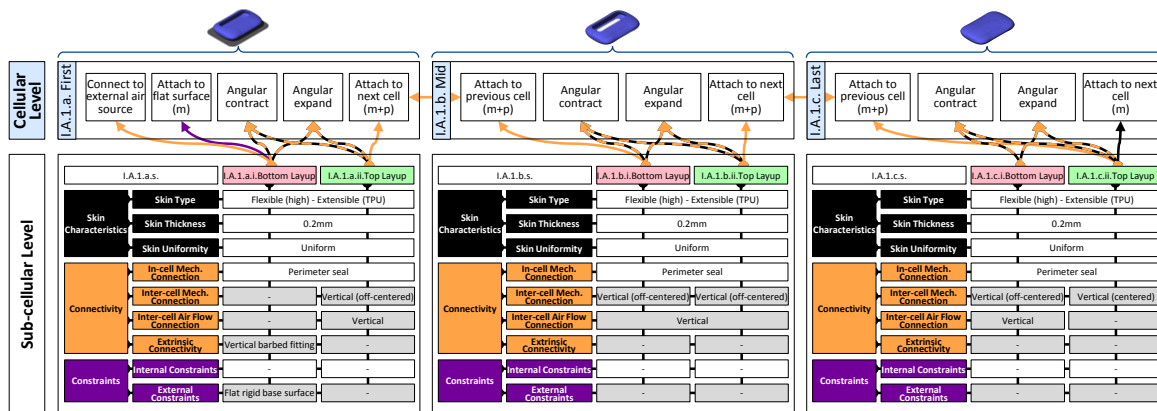 Cellular
Level
I.A.1.a. First
Connect to
external air
source
Attach to
flat surface
(m)
Angular
contract
Angular
expand
Attach to
next cell
(m+p)
I.A.1.b. Mid
Attach to
previous cell
(m+p)
Angular
contract
Angular
expand
Attach to next
cell
(m+p)
I.A.1.c. Last
Attach to
previous cell
(m+p)
Angular
contract
Angular
expand
Attach to next
cell
(m)
Sub-cellular Level
I.A.1.a.s.
I.A.1.a.i.Bottom Layup
I.A.1.a.ii.Top Layup
Skin
Characteristics
Skin Type
Flexible (high) - Extensible (TPU)
Skin Thickness
0.2mm
Skin Uniformity
Uniform
Connectivity
In-cell Mech.
Connection
Perimeter seal
Inter-cell Mech.
Connection
-
Vertical (off-centered)
Inter-cell Air Flow
Connection
-
Vertical
Extrinsic
Connectivity
Vertical barbed fitting
-
Constraints
Internal Constraints
-
-
External
Constraints
Flat rigid base surface
-
I.A.1.b.s.
I.A.1.b.i.Bottom Layup
I.A.1.b.ii.Top Layup
Skin
Characteristics
Skin Type
Flexible (high) - Extensible (TPU)
Skin Thickness
0.2mm
Skin Uniformity
Uniform
Connectivity
In-cell Mech.
Connection
Perimeter seal
Inter-cell Mech.
Connection
Vertical (off-centered)
Vertical (off-centered)
Inter-cell Air Flow
Connection
Vertical
Extrinsic
Connectivity
-
-
Constraints
Internal Constraints
-
-
External
Constraints
-
-
I.A.1.c.s.
I.A.1.c.i.Bottom Layup
I.A.1.c.ii.Top Layup
Skin
Characteristics
Skin Type
Flexible (high) - Extensible (TPU)
Skin Thickness
0.2mm
Skin Uniformity
Uniform
Connectivity
In-cell Mech.
Connection
Perimeter seal
Inter-cell Mech.
Connection
Vertical (off-centered)
Vertical (centered)
Inter-cell Air Flow
Connection
Vertical
-
Extrinsic
Connectivity
-
-
Constraints
Internal Constraints
-
-
External
Constraints
-
-